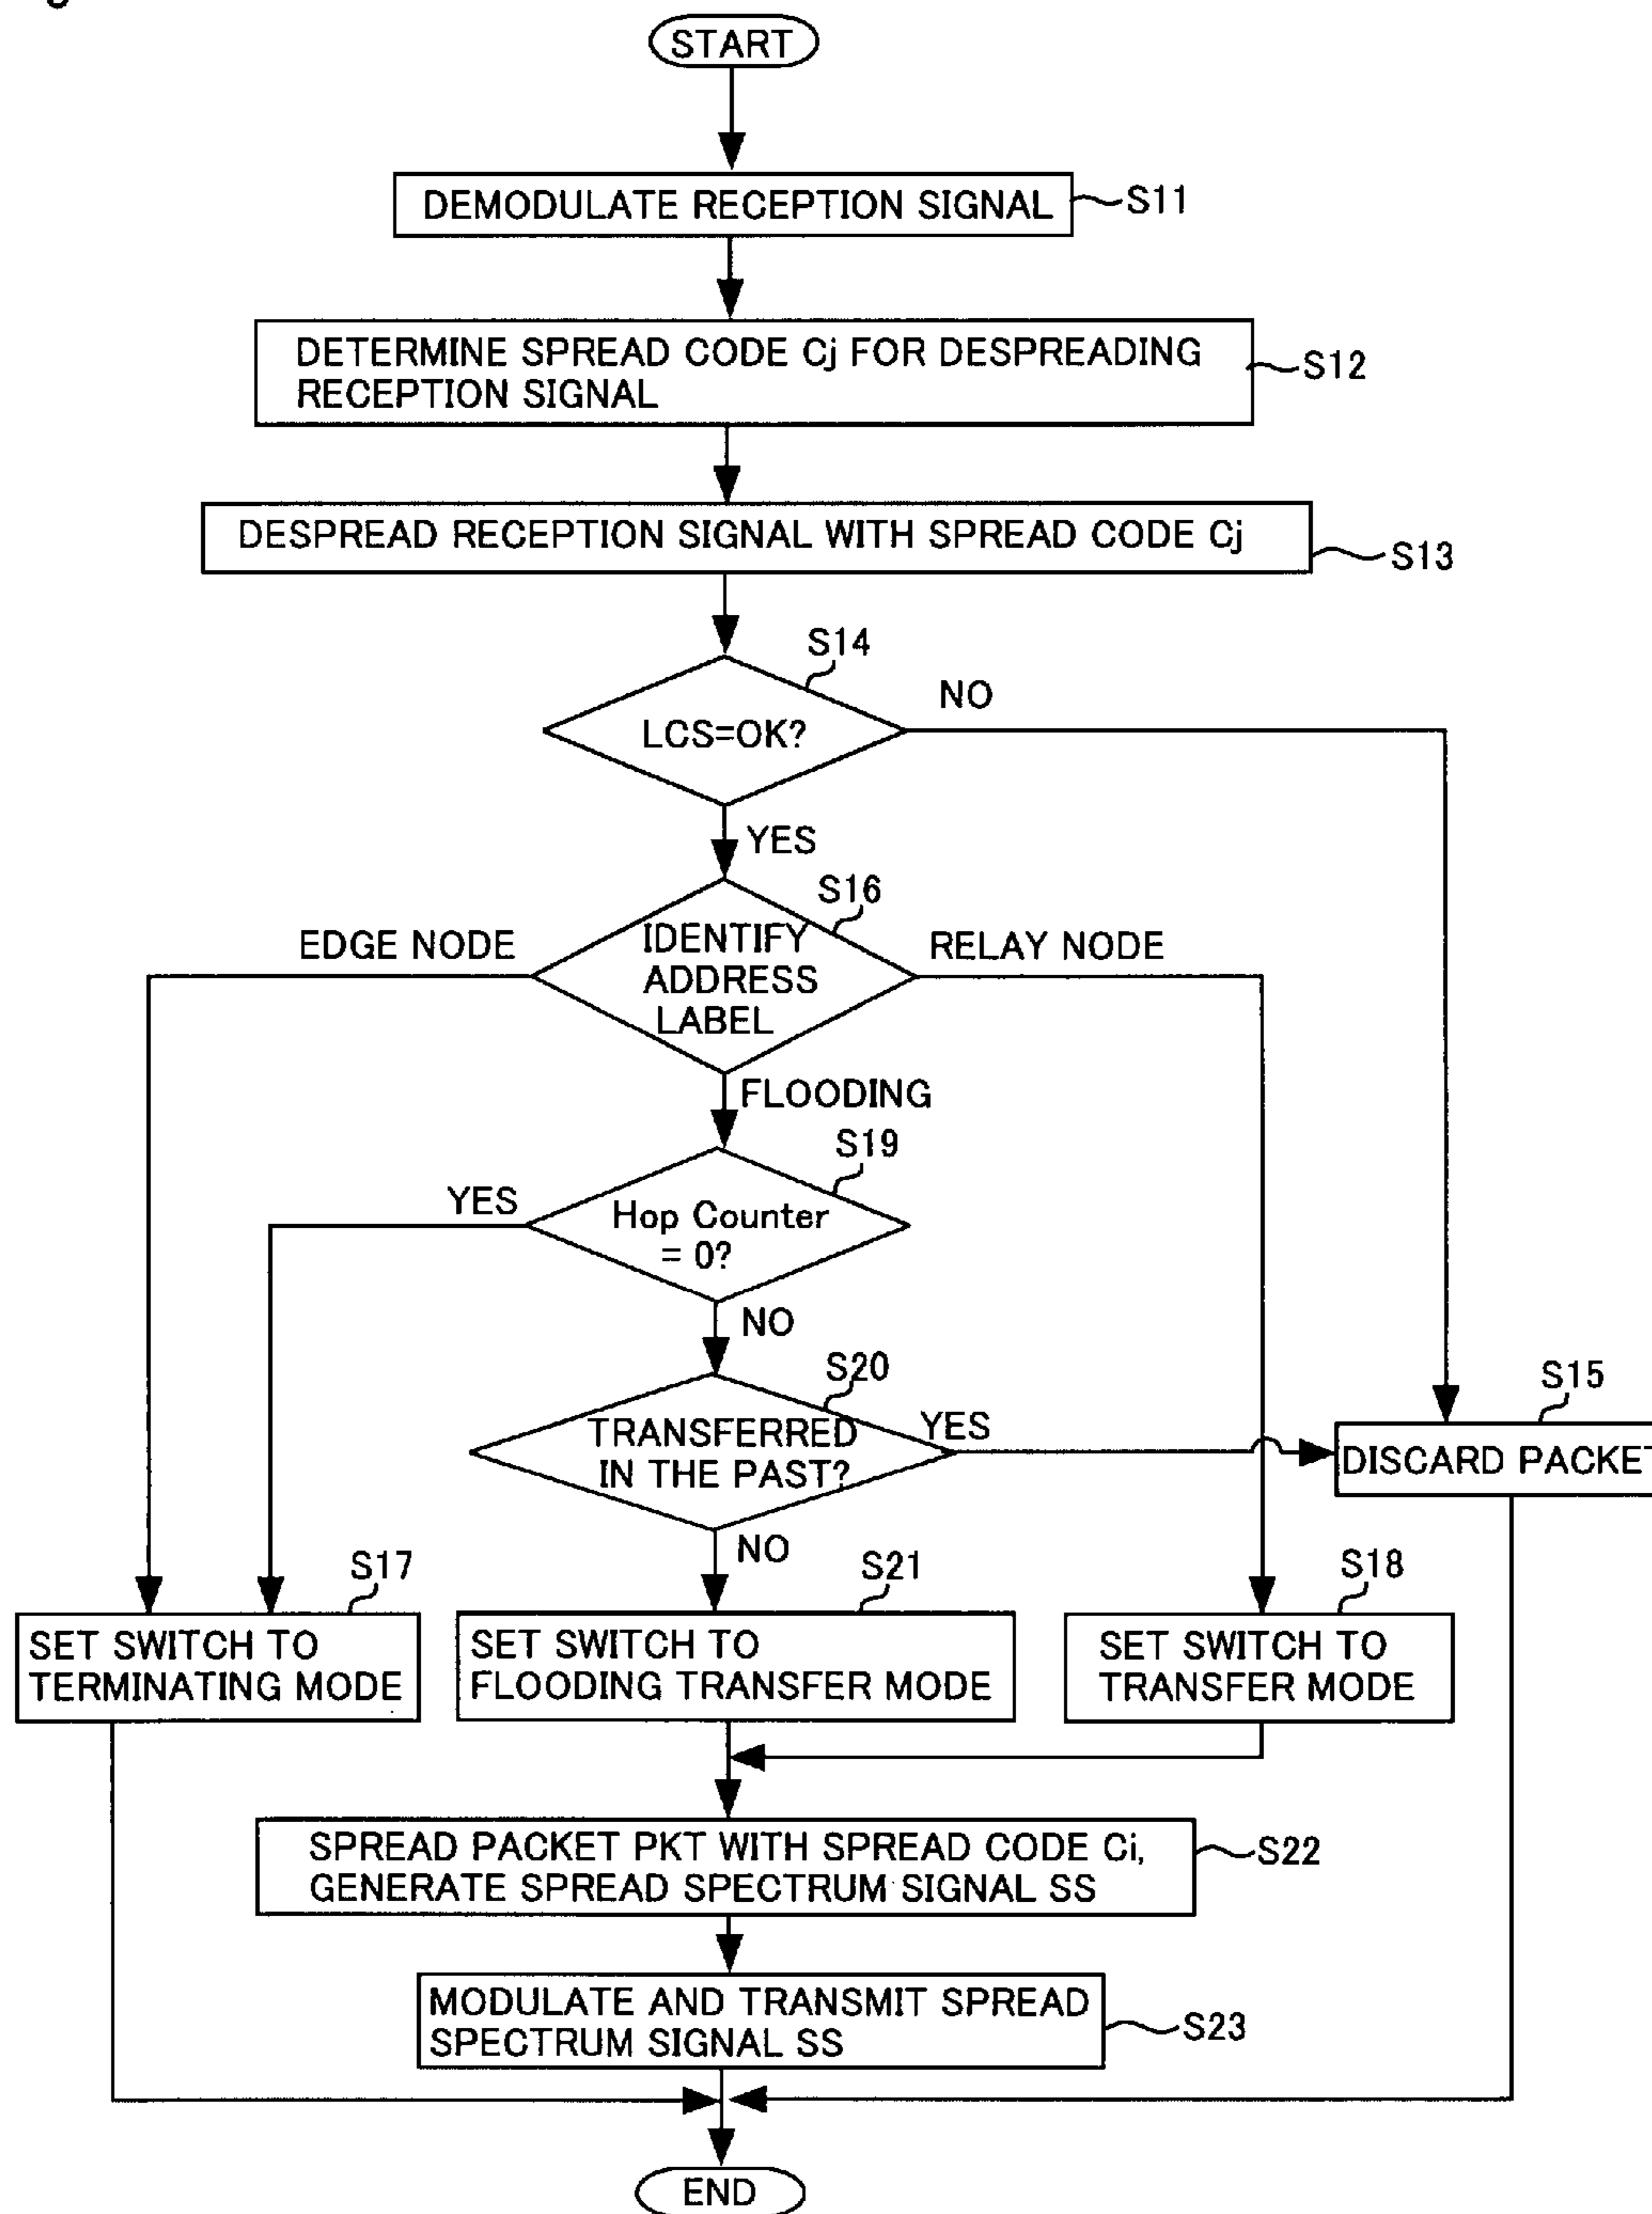 START
DEMODULATE RECEPTION SIGNAL
S11
DETERMINE SPREAD CODE Cj FOR DESPREADING
RECEPTION SIGNAL
S12
DESPREAD RECEPTION SIGNAL WITH SPREAD CODE Cj
S13
S14
NO
LCS=OK?
YES
S16
EDGE NODE
IDENTIFY
ADDRESS
LABEL
RELAY NODE
FLOODING
S19
YES
Hop Counter
= 0?
NO
S20
TRANSFERRED
IN THE PAST?
YES
S15
DISCARD PACKET
NO
S17
SET SWITCH TO
TERMINATING MODE
S21
SET SWITCH TO
FLOODING TRANSFER MODE
S18
SET SWITCH TO
TRANSFER MODE
SPREAD PACKET PKT WITH SPREAD CODE Ci,
GENERATE SPREAD SPECTRUM SIGNAL SS
S22
MODULATE AND TRANSMIT SPREAD
SPECTRUM SIGNAL SS
S23
END